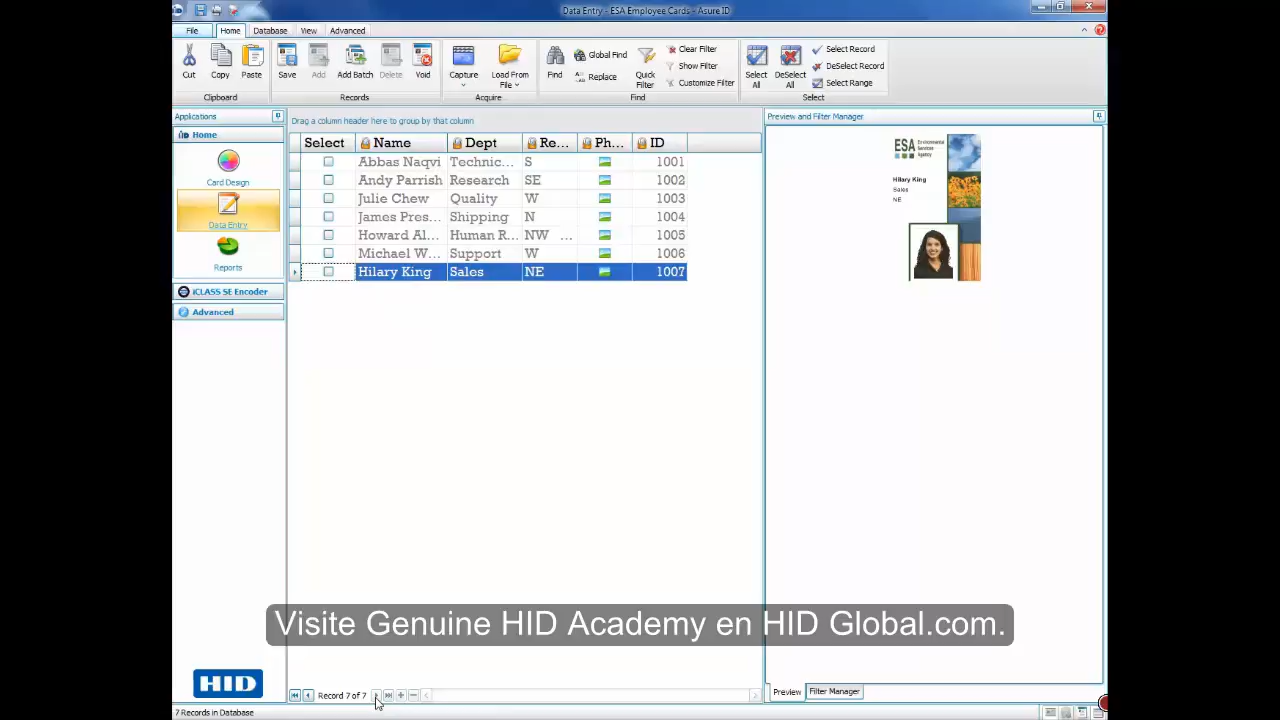 Data Entry - ESA Employee Cards - Asure ID
File Home Database View Advanced
Cut Copy Paste Save Add Add Batch Delete Void Capture Load From File Find Global Find Replace Quick Filter Clear Filter Show Filter Customize Filter Select All DeSelect All Select Record DeSelect Record Select Range
Clipboard Records Acquire Find Select
Applications
Home
Card Design
Data Entry
Reports
iCLASS SE Encoder
Advanced
Drag a column header here to group by that column
Select Name Dept Re... Ph... ID
Abbas Naqvi Technic... S 1001
Andy Parrish Research SE 1002
Julie Chew Quality W 1003
James Pres... Shipping N 1004
Howard Al... Human R... NW ... 1005
Michael W... Support W 1006
Hilary King Sales NE 1007
Preview and Filter Manager
ESA Environmental Services Agency
Hilary King
Sales
NE
Visite Genuine HID Academy en HID Global.com.
HID
Record 7 of 7
Preview Filter Manager
7 Records in Database